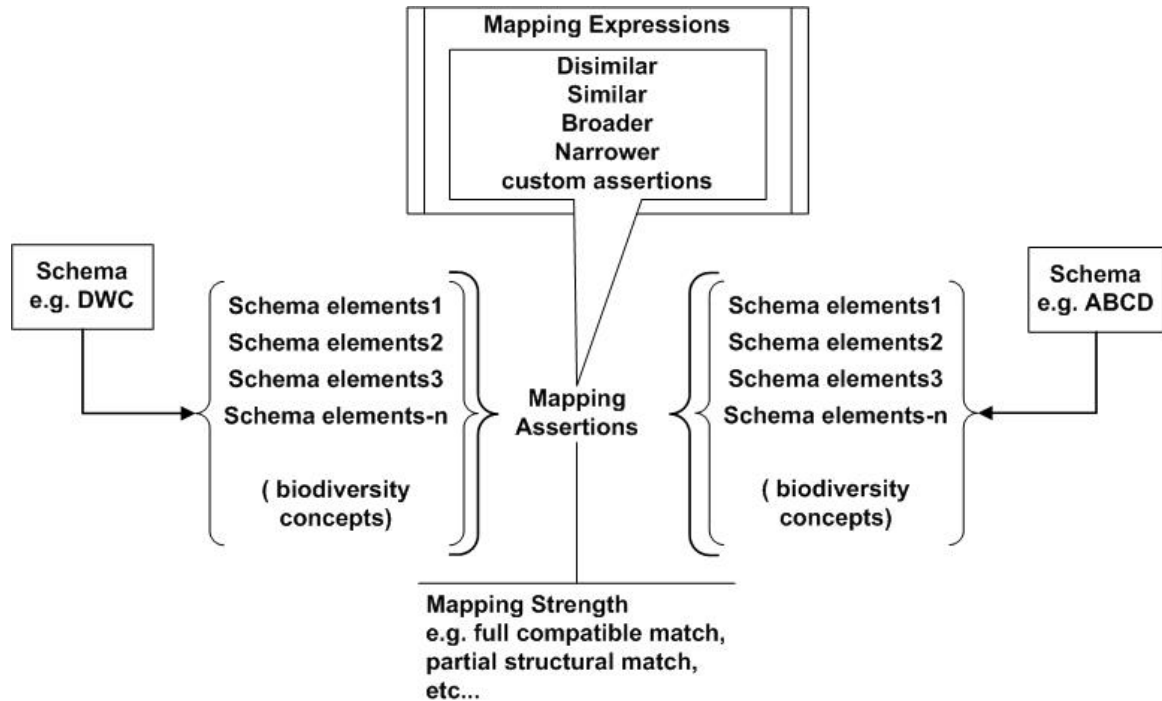 Mapping Expressions
Disimilar
Similar
Broader
Narrower
custom assertions
Schema
e.g. DWC
Schema elements1
Schema elements2
Schema elements3
Schema elements-n
( biodiversity
concepts)
Mapping
Assertions
Schema elements1
Schema elements2
Schema elements3
Schema elements-n
( biodiversity
concepts)
Schema
e.g. ABCD
Mapping Strength
e.g. full compatible match,
partial structural match,
etc...